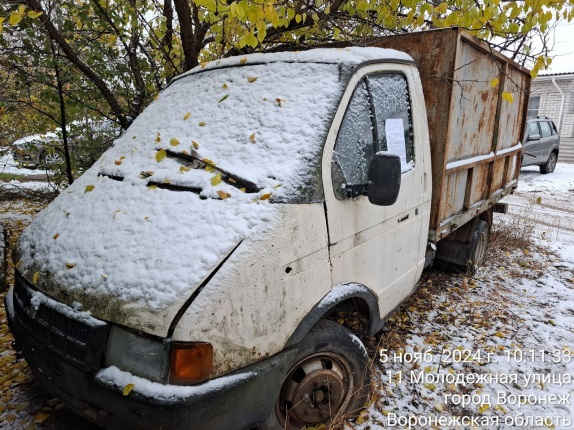 5 нояб. 2024 г. 10:11:33
11 Молодежная улица
город Воронеж
Воронежская область